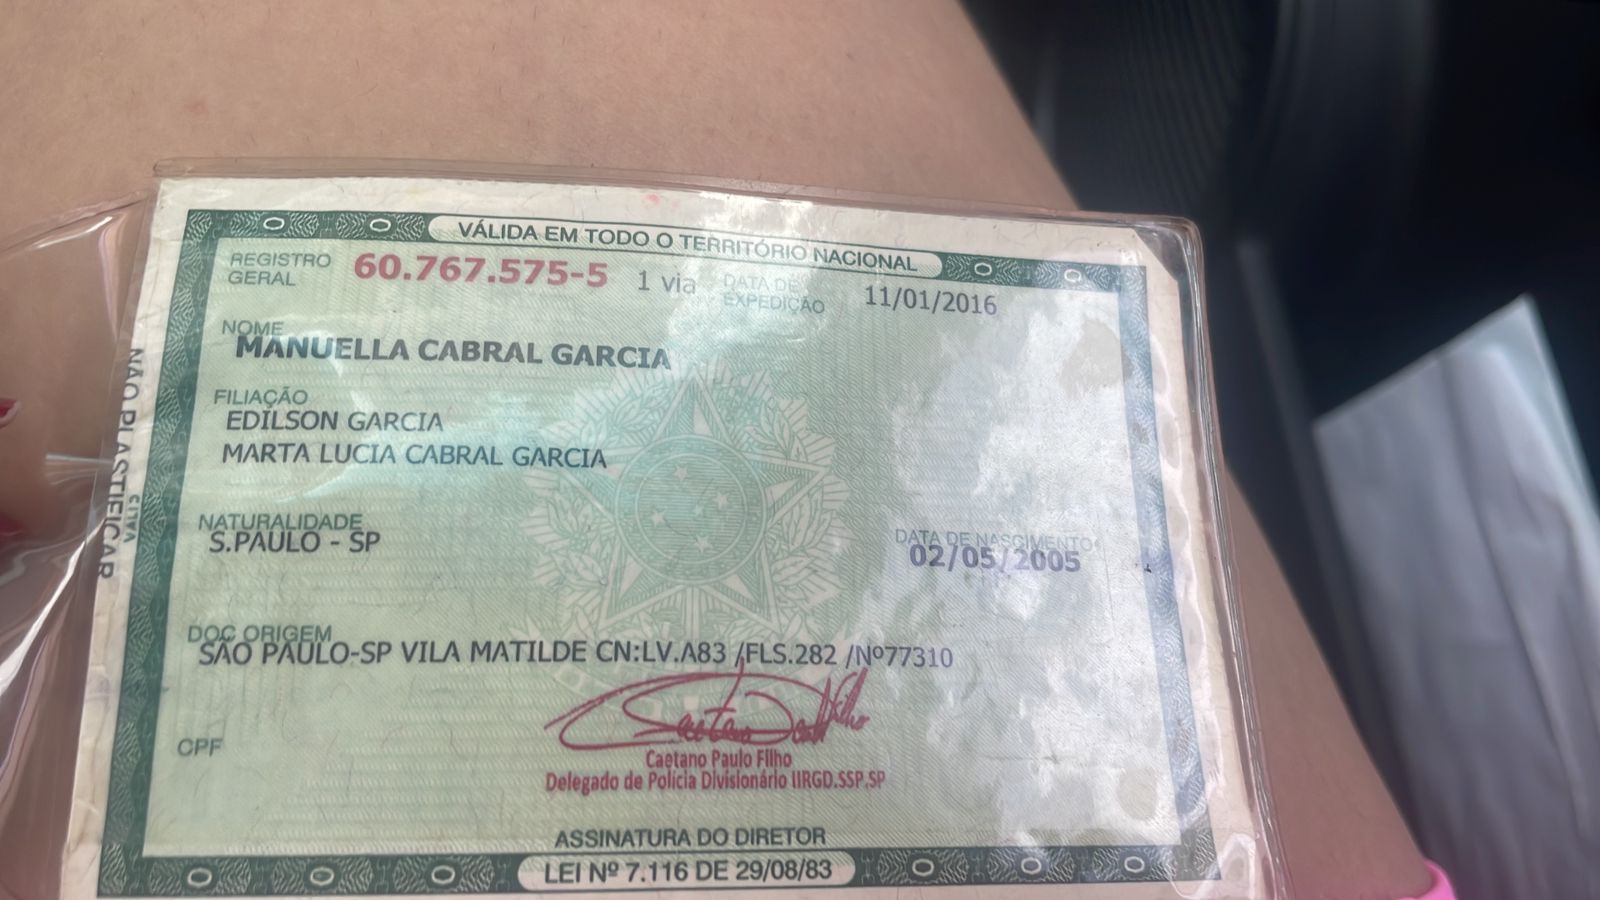 VÁLIDA EM TODO O TERRITÓRIO NACIONAL
REGISTRO GERAL 60.767.575-5 1 via DATA DE EXPEDIÇÃO 11/01/2016
NOME
MANUELLA CABRAL GARCIA
FILIAÇÃO
EDILSON GARCIA
MARTA LUCIA CABRAL GARCIA
NATURALIDADE
S.PAULO - SP
DATA DE NASCIMENTO
02/05/2005
DOC ORIGEM
SÃO PAULO-SP VILA MATILDE CN:LV.A83 /FLS.282 /Nº77310
CPF
Caetano Paulo Filho
Delegado de Polícia Divisionário IIRGD.SSP.SP
ASSINATURA DO DIRETOR
LEI Nº 7.116 DE 29/08/83
NÃO PLASTIFICAR